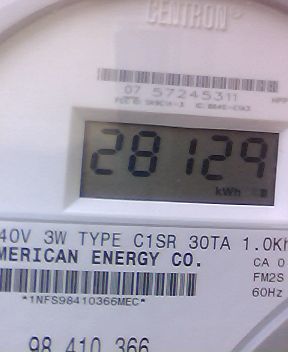 CENTRON®
07 57245311
28129
kWh
40V 3W TYPE C1SR 30TA 1.0Kh
MERICAN ENERGY CO.
CA 0
FM2S
60Hz
*1NFS98410366MEC*
98 410 366